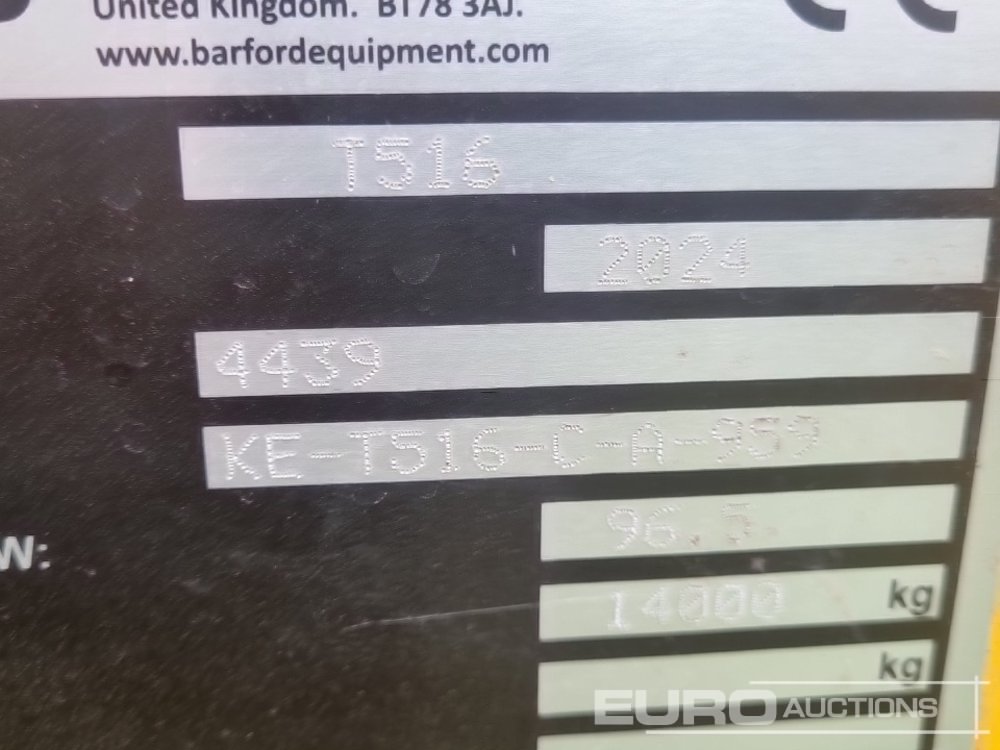 United Kingdom. BT78 3AJ.
www.barfordequipment.com
CE
T516
2024
4439
KE-T516-C-A-959
96.5
W:
14000 kg
kg
EURO AUCTIONS